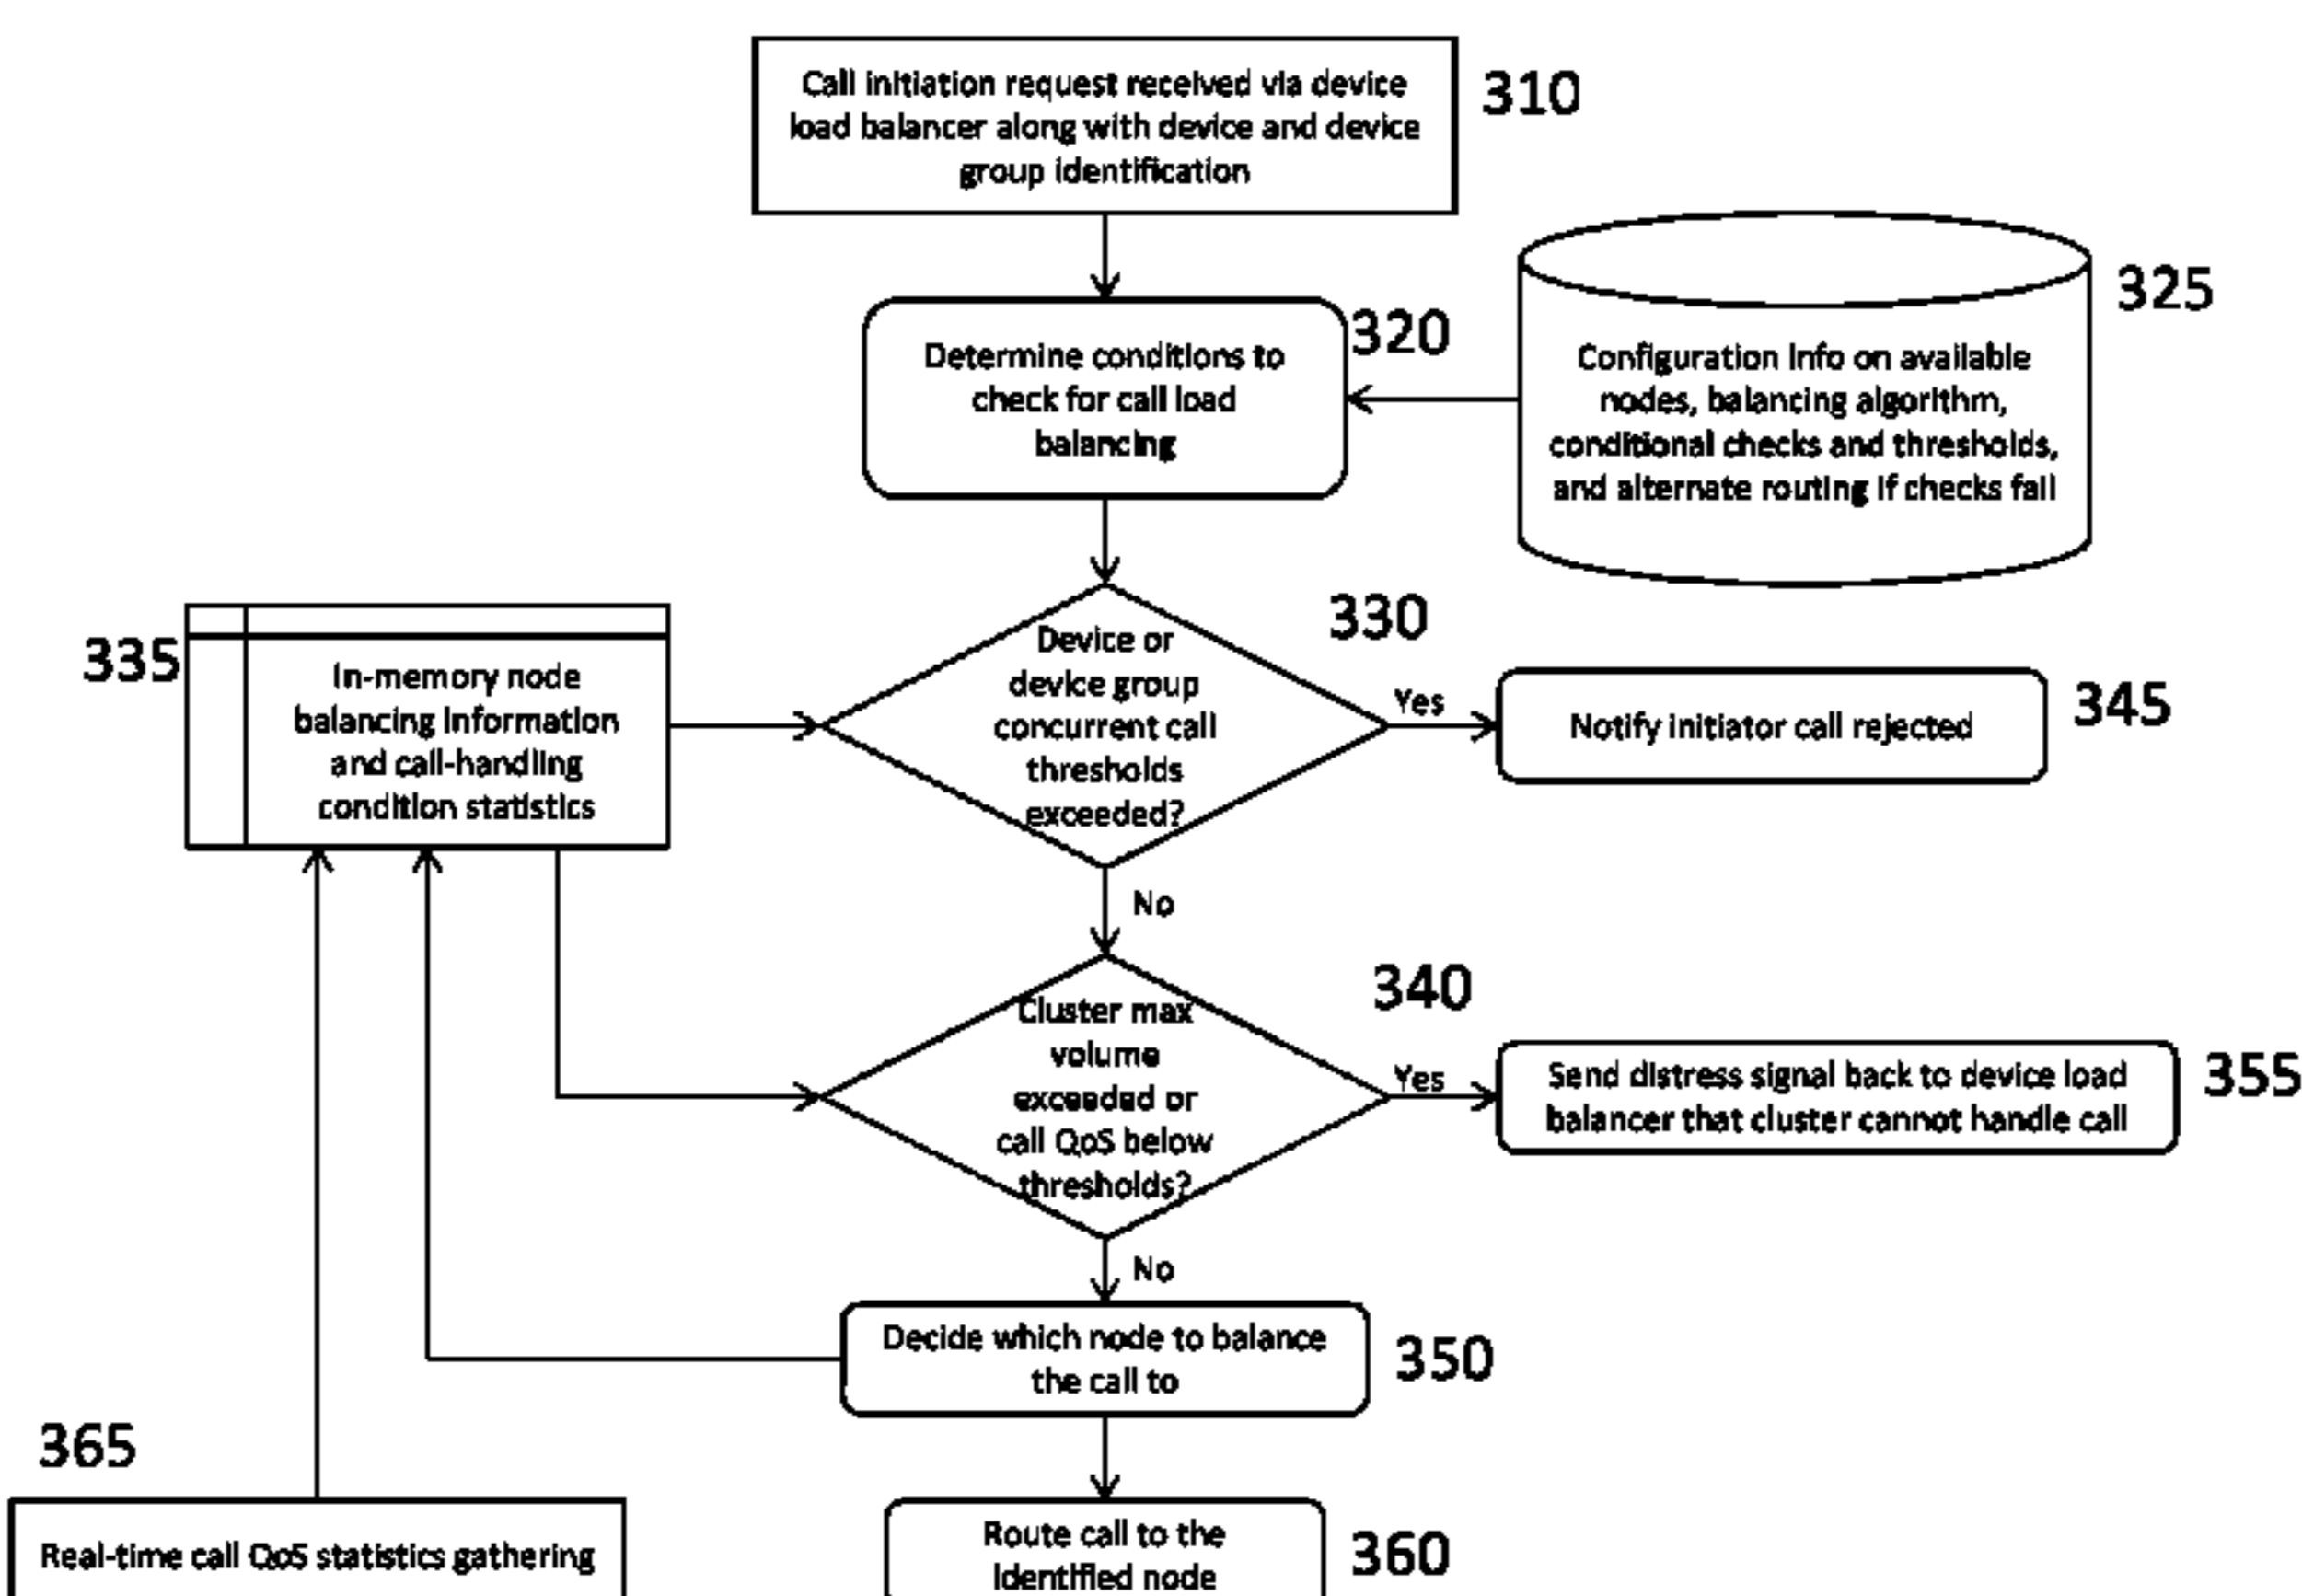 Call initiation request received via device
load balancer along with device and device
group identification
310
Determine conditions to
check for call load
balancing
320
Configuration info on available
nodes, balancing algorithm,
conditional checks and thresholds,
and alternate routing if checks fail
325
335
In-memory node
balancing information
and call-handling
condition statistics
Device or
device group
concurrent call
thresholds
exceeded?
330
Yes
Notify initiator call rejected
345
No
Cluster max
volume
exceeded or
call QoS below
thresholds?
340
Yes
Send distress signal back to device load
balancer that cluster cannot handle call
355
No
Decide which node to balance
the call to
350
365
Real-time call QoS statistics gathering
Route call to the
identified node
360